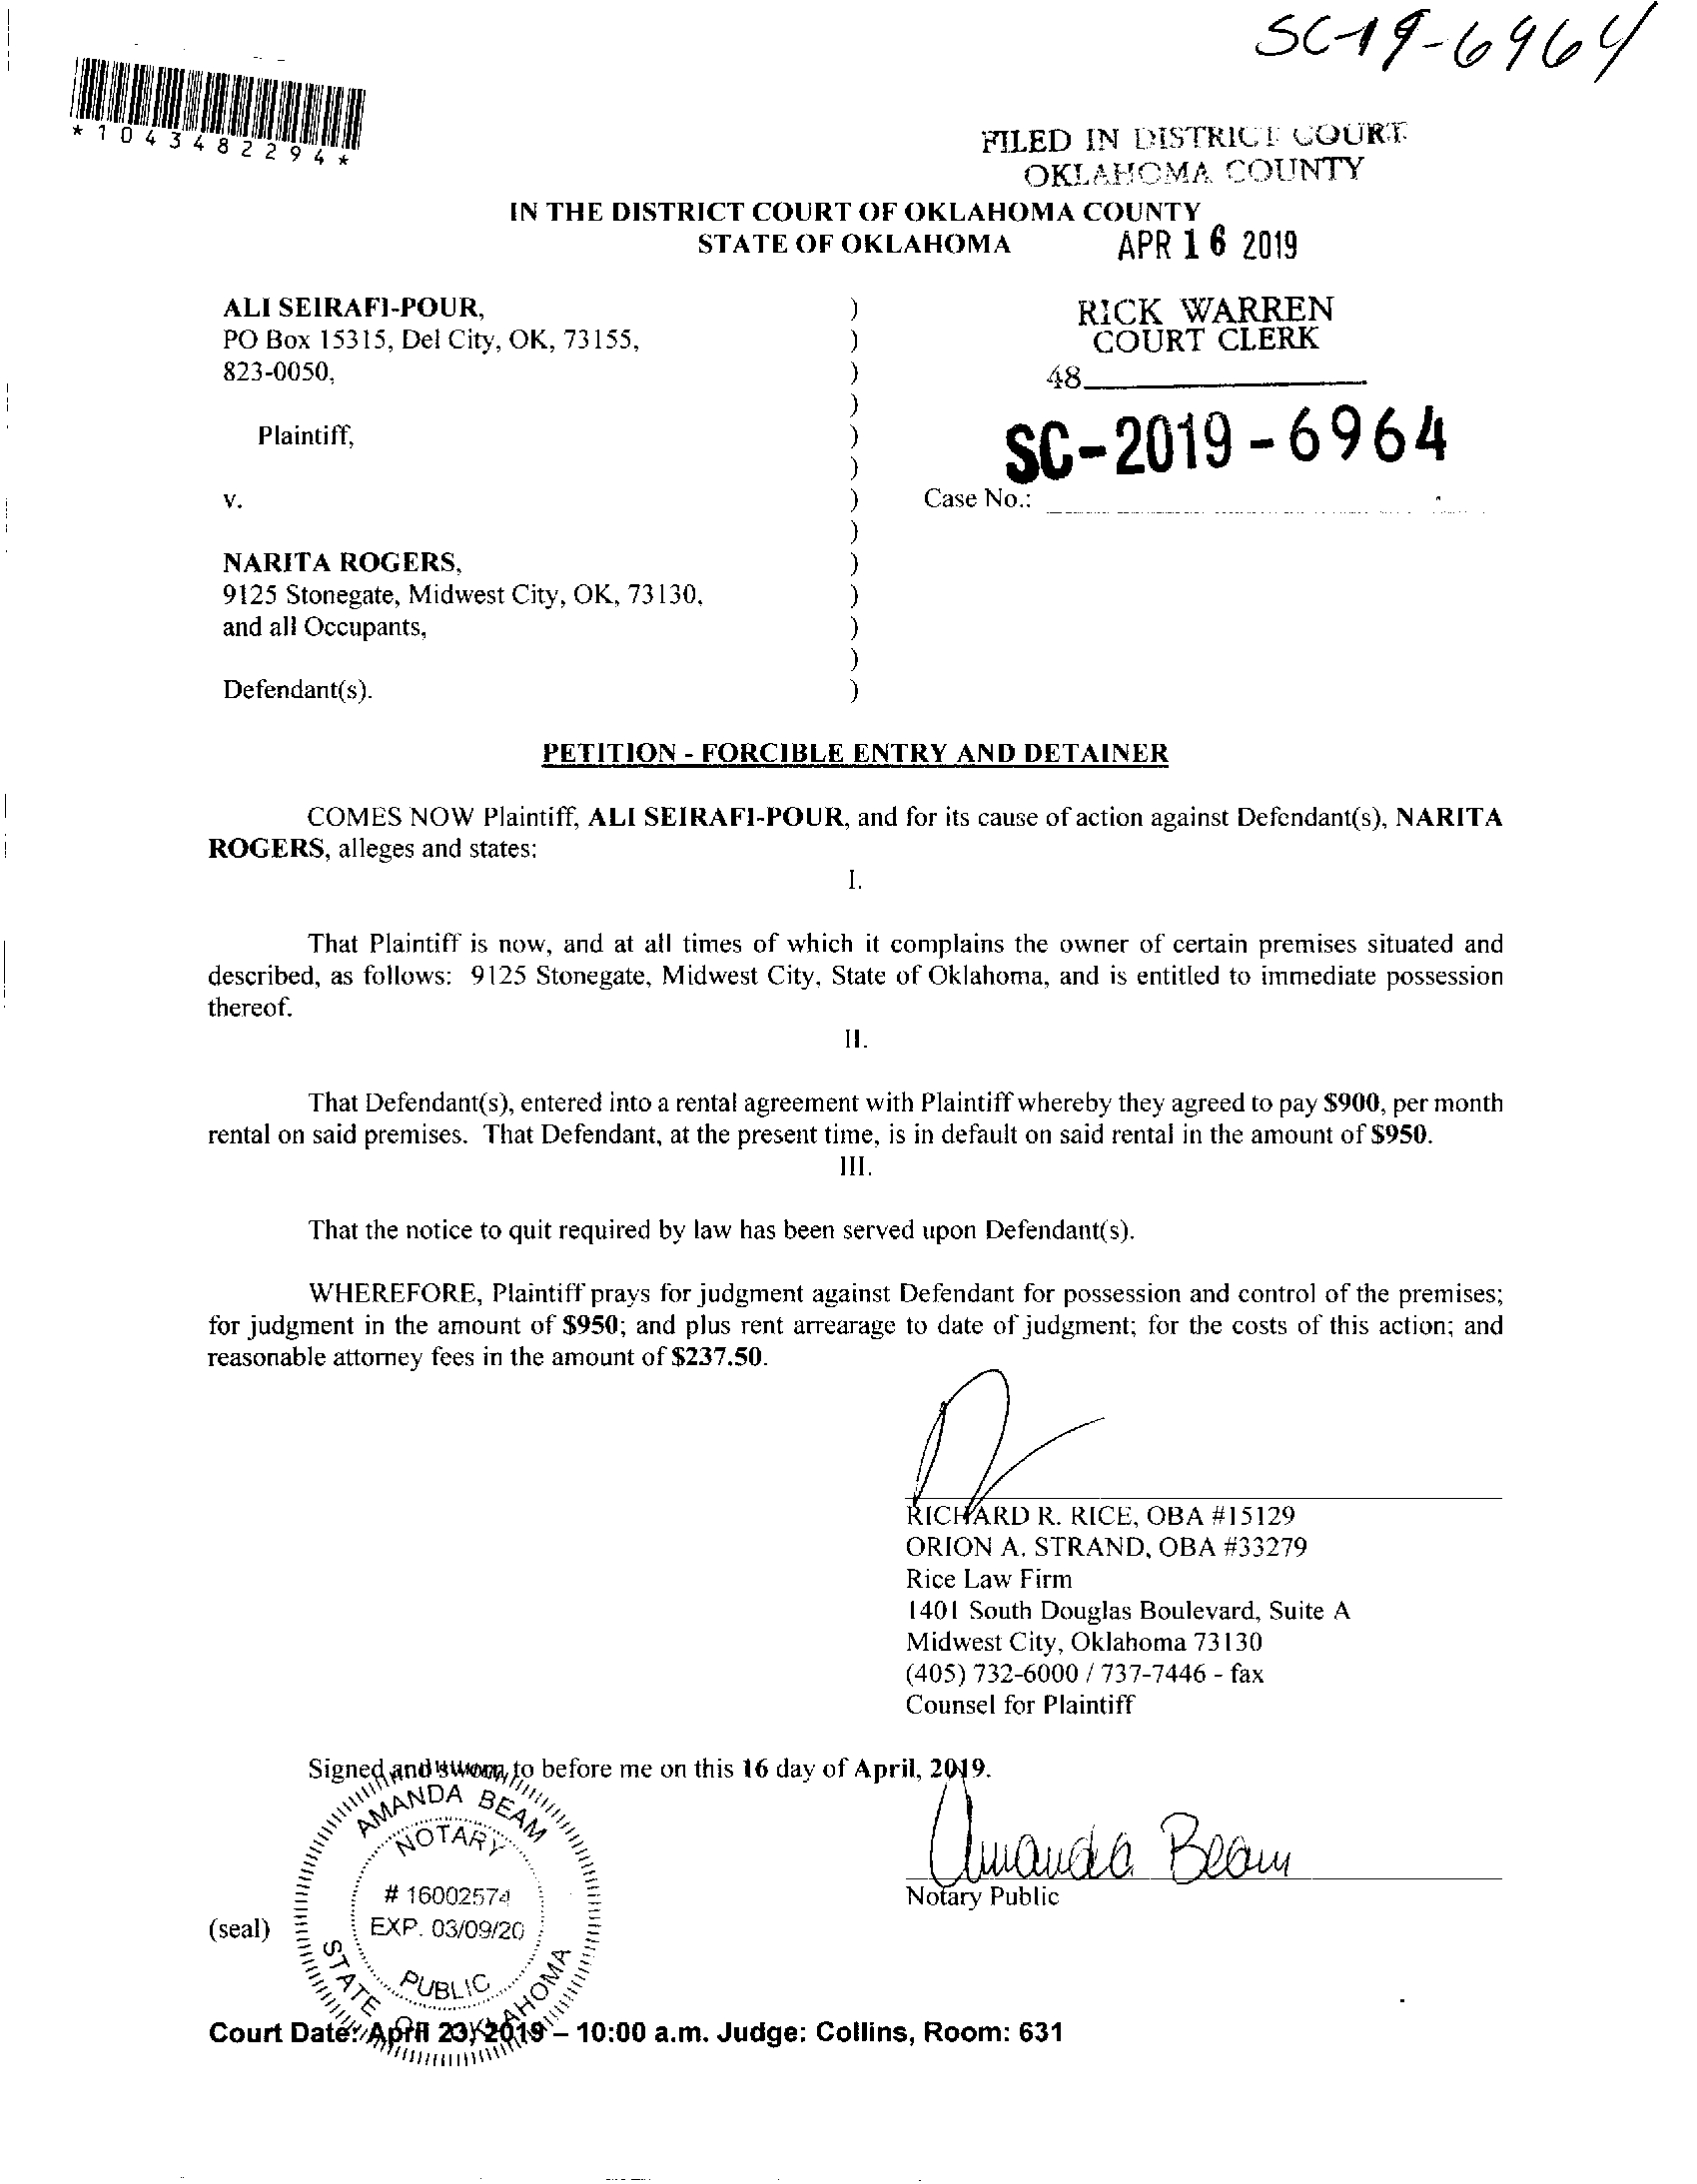 SC-19-6964
*1043482294*
FILED IN DISTRICT COURT
OKLAHOMA COUNTY
IN THE DISTRICT COURT OF OKLAHOMA COUNTY
STATE OF OKLAHOMA
APR 16 2019
ALI SEIRAFI-POUR,
PO Box 15315, Del City, OK, 73155,
823-0050,
Plaintiff,
v.
NARITA ROGERS,
9125 Stonegate, Midwest City, OK, 73130,
and all Occupants,
Defendant(s).
)
)
)
)
)
)
)
)
)
)
)
)
)
RICK WARREN
COURT CLERK
48
SC-2019-6964
Case No.:
PETITION - FORCIBLE ENTRY AND DETAINER
COMES NOW Plaintiff, ALI SEIRAFI-POUR, and for its cause of action against Defendant(s), NARITA
ROGERS, alleges and states:
I.
That Plaintiff is now, and at all times of which it complains the owner of certain premises situated and
described, as follows: 9125 Stonegate, Midwest City, State of Oklahoma, and is entitled to immediate possession
thereof.
II.
That Defendant(s), entered into a rental agreement with Plaintiff whereby they agreed to pay $900, per month
rental on said premises. That Defendant, at the present time, is in default on said rental in the amount of $950.
III.
That the notice to quit required by law has been served upon Defendant(s).
WHEREFORE, Plaintiff prays for judgment against Defendant for possession and control of the premises;
for judgment in the amount of $950; and plus rent arrearage to date of judgment; for the costs of this action; and
reasonable attorney fees in the amount of $237.50.
RICHARD R. RICE, OBA #15129
ORION A. STRAND, OBA #33279
Rice Law Firm
1401 South Douglas Boulevard, Suite A
Midwest City, Oklahoma 73130
(405) 732-6000 / 737-7446 - fax
Counsel for Plaintiff
Signed and sworn to before me on this 16 day of April, 2019.
Amanda Beam
Notary Public
(seal)
AMANDA BEAM
NOTARY
# 16002574
EXP. 03/09/20
PUBLIC
STATE OF OKLAHOMA
Court Date: April 23, 2019 – 10:00 a.m. Judge: Collins, Room: 631